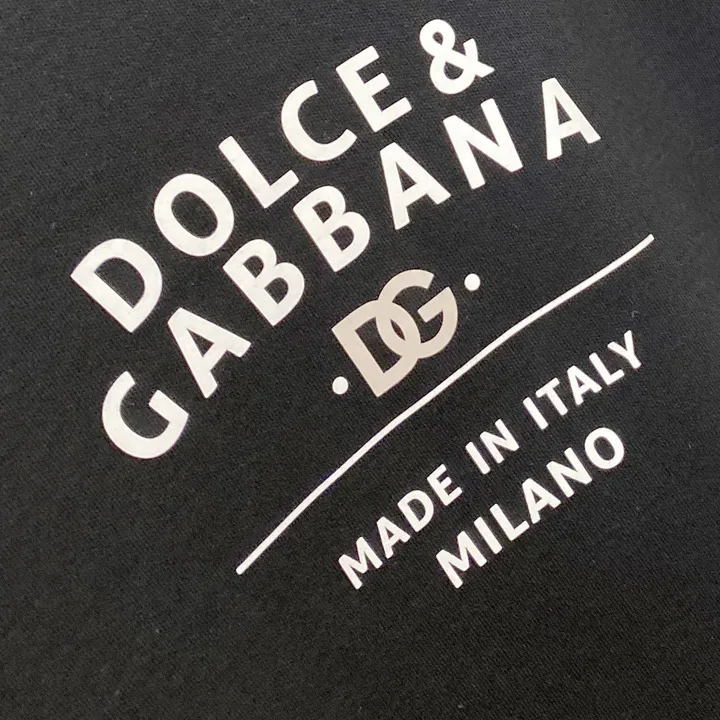 DOLCE &
GABBANA
· DG ·
MADE IN ITALY
MILANO